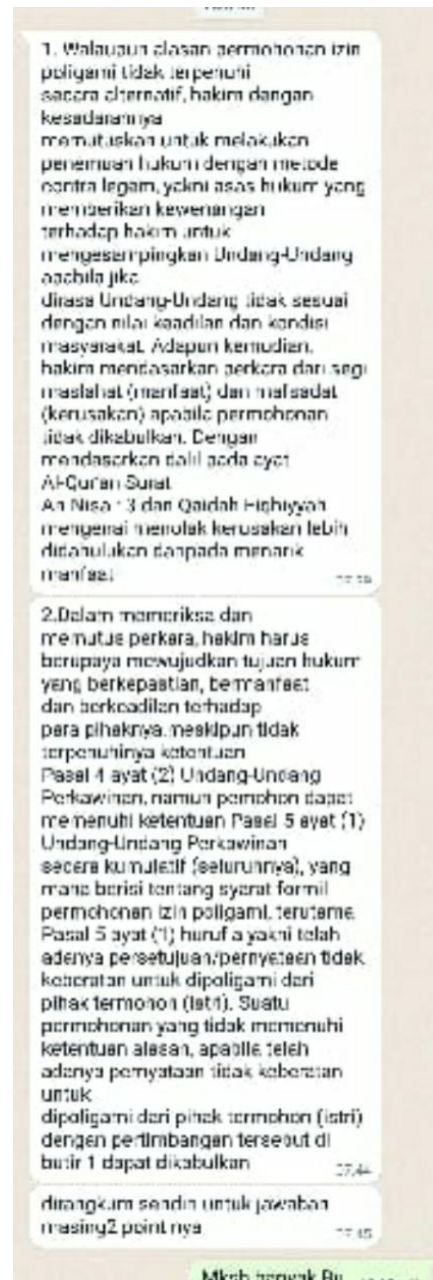 1. Walaupun alasan permohonan izin
poligami tidak terpenuhi
secara alternatif, hakim dengan
kesadarannya
memutuskan untuk melakukan
penemuan hukum dengan metode
contra legem, yakni asas hukum yang
memberikan kewenangan
terhadap hakim untuk
mengesampingkan Undang-Undang
apabila jika
dirasa Undang-Undang tidak sesuai
dengan nilai keadilan dan kondisi
masyarakat. Adapun kemudian,
hakim mendasarkan perkara dari segi
maslahat (manfaat) dan mafsadat
(kerusakan) apabila permohonan
tidak dikabulkan. Dengan
mendasarkan dalil pada ayat
Al-Qur'an Surat
An Nisa : 3 dan Qaidah Fiqhiyyah
mengenai menolak kerusakan lebih
didahulukan daripada menarik
manfaat
2.Dalam memeriksa dan
memutus perkara, hakim harus
berupaya mewujudkan tujuan hukum
yang berkepastian, bermanfaat
dan berkeadilan terhadap
para pihaknya.meskipun tidak
terpenuhinya ketentuan
Pasal 4 ayat (2) Undang-Undang
Perkawinan, namun pemohon dapat
memenuhi ketentuan Pasal 5 ayat (1)
Undang-Undang Perkawinan
secara kumulatif (seluruhnya), yang
mana berisi tentang syarat formil
permohonan izin poligami, terutama
Pasal 5 ayat (1) huruf a yakni telah
adanya persetujuan/pernyataan tidak
keberatan untuk dipoligami dari
pihak termohon (istri). Suatu
permohonan yang tidak memenuhi
ketentuan alasan, apabila telah
adanya pernyataan tidak keberatan
untuk
dipoligami dari pihak termohon (istri)
dengan pertimbangan tersebut di
butir 1 dapat dikabulkan
07.44
dirangkum sendiri untuk jawaban
masing2 point nya
07.45
Mksh banyak Bu